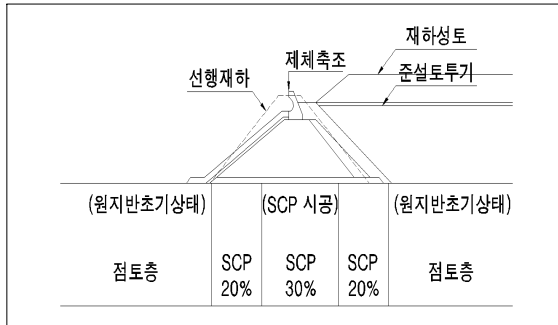 재하성토
제체축조
준설토투기
선행재하
(원지반초기상태) (SCP 시공) (원지반초기상태)
점토층 SCP 20% SCP 30% SCP 20% 점토층